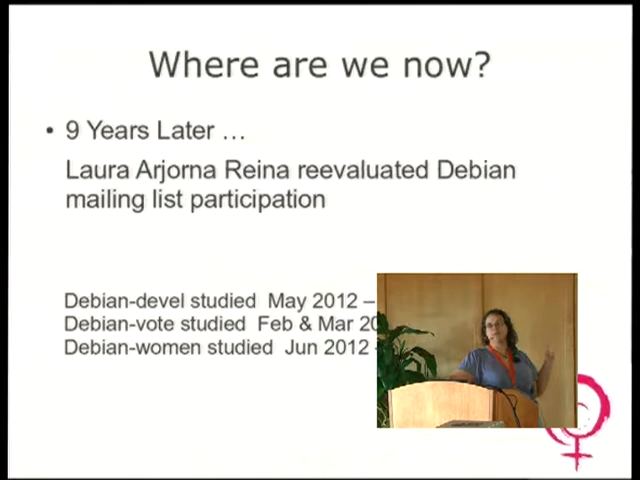 Where are we now?
• 9 Years Later …
Laura Arjorna Reina reevaluated Debian
mailing list participation
Debian-devel studied May 2012 –
Debian-vote studied Feb & Mar
Debian-women studied Jun 2012